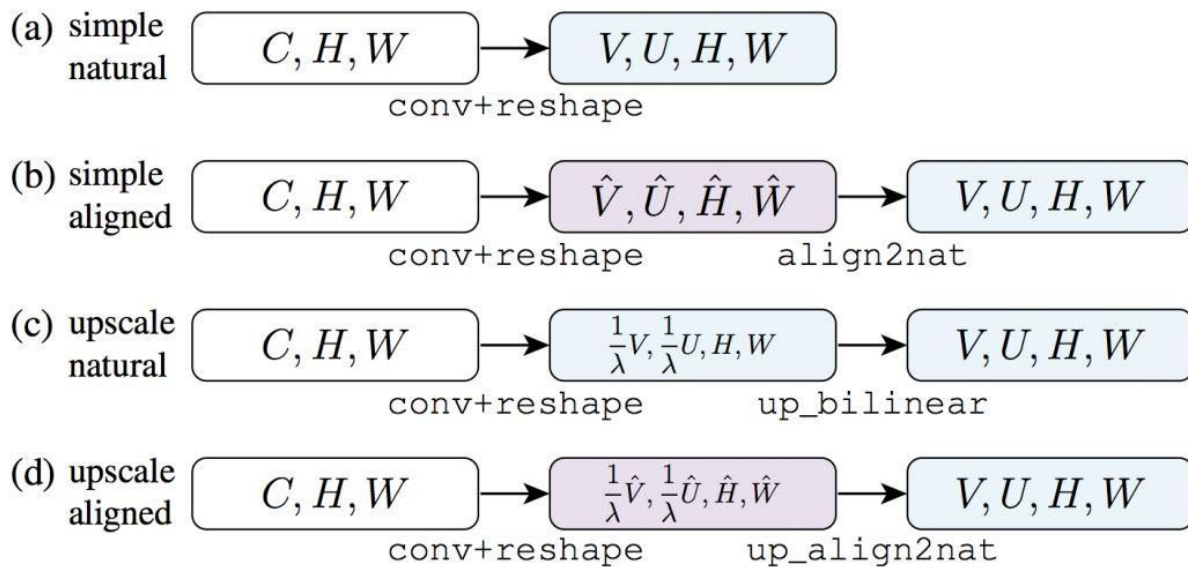 (a) simple natural C, H, W V, U, H, W
conv+reshape
(b) simple aligned C, H, W V̂, Û, Ĥ, Ŵ V, U, H, W
conv+reshape align2nat
(c) upscale natural C, H, W 1/λ V, 1/λ U, H, W V, U, H, W
conv+reshape up_bilinear
(d) upscale aligned C, H, W 1/λ V̂, 1/λ Û, Ĥ, Ŵ V, U, H, W
conv+reshape up_align2nat